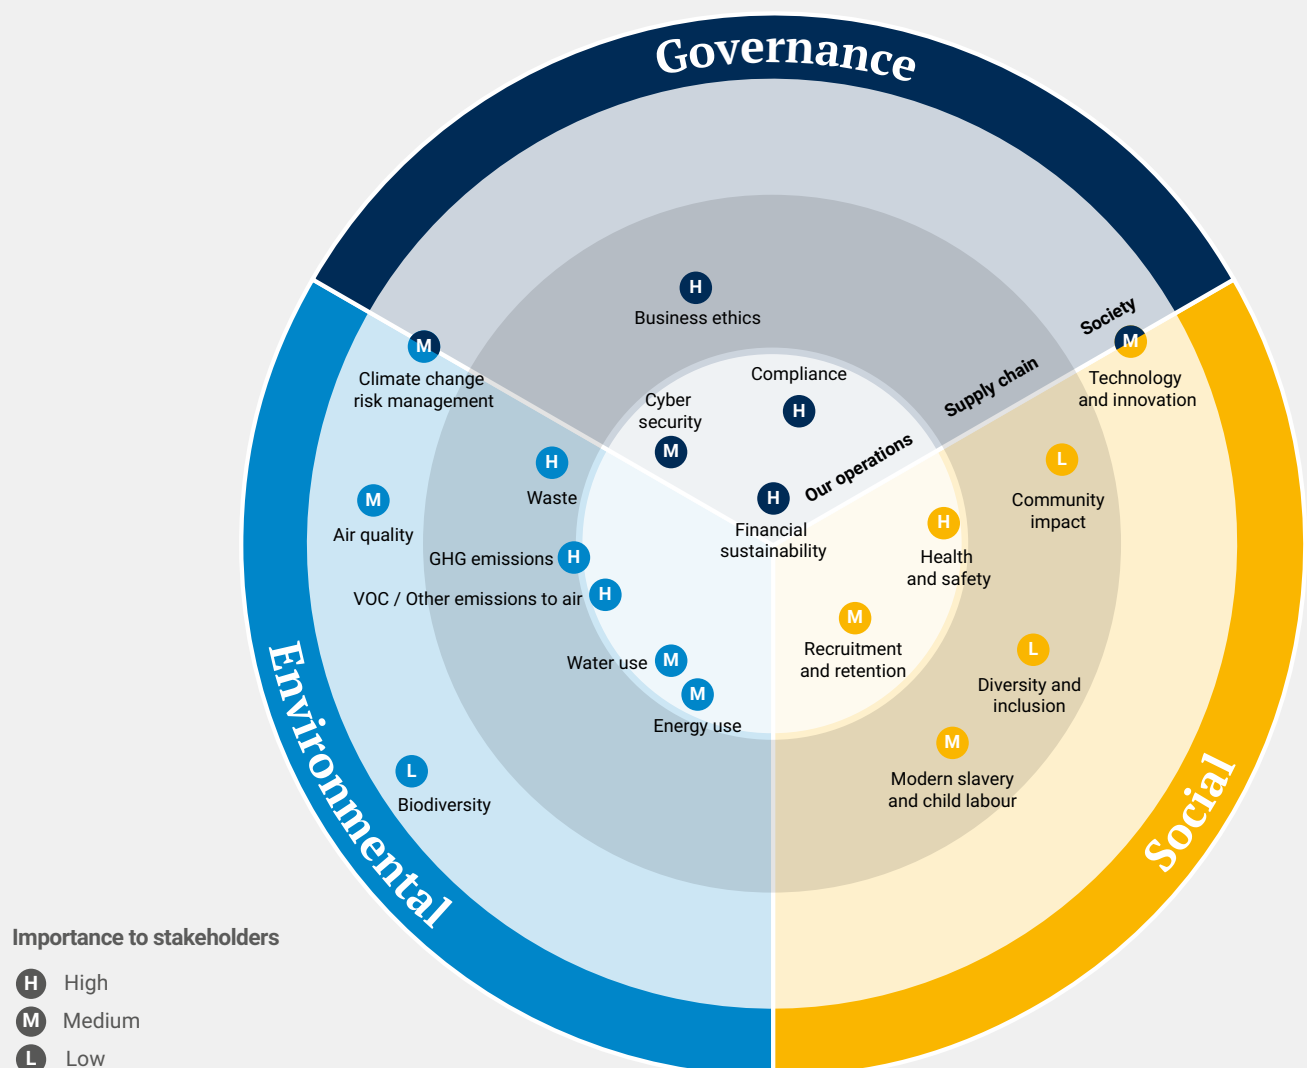 Governance
H
Business ethics
Society
M
Climate change
risk management
M
Technology
and innovation
Supply chain
Compliance
H
Cyber
security
M
Our operations
H
Financial
sustainability
H
Waste
M
Air quality
GHG emissions H
VOC / Other emissions to air H
Water use M
M
Energy use
L
Biodiversity
L
Community
impact
H
Health
and safety
M
Recruitment
and retention
L
Diversity and
inclusion
M
Modern slavery
and child labour
Environmental
Social
Importance to stakeholders
H High
M Medium
L Low